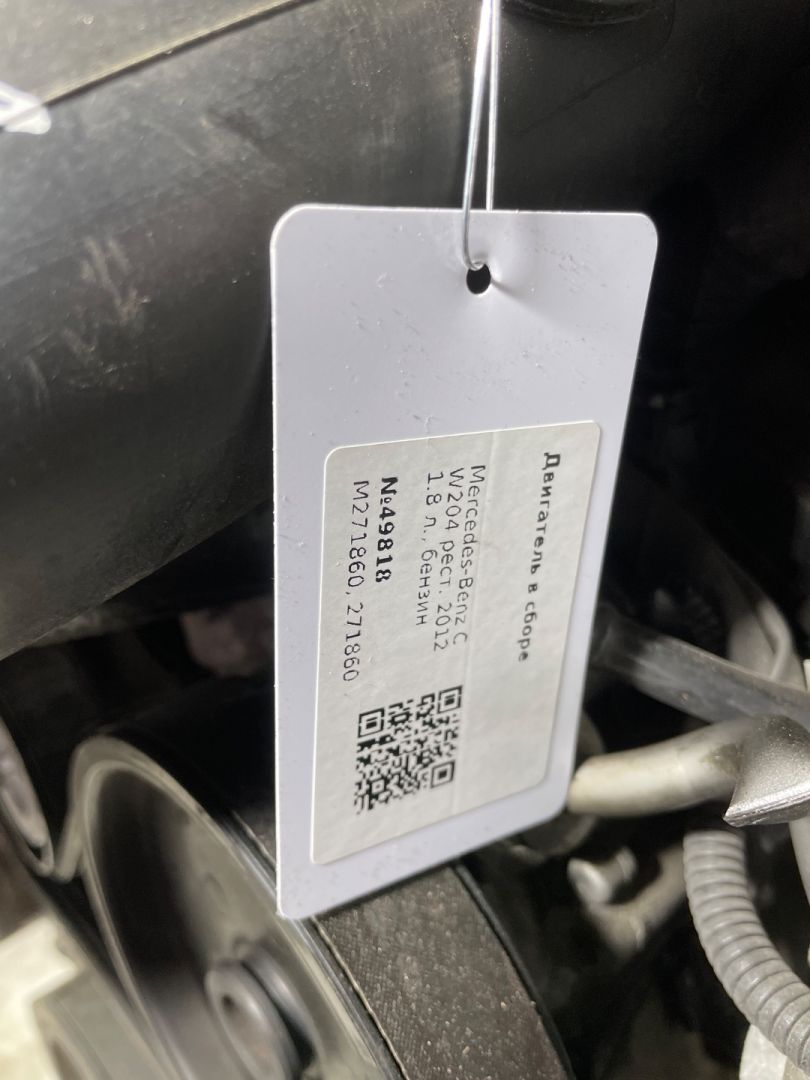 Двигатель в сборе
Mercedes-Benz C
W204 рест. 2012
1.8 л., бензин
№49818
M271860, 271860